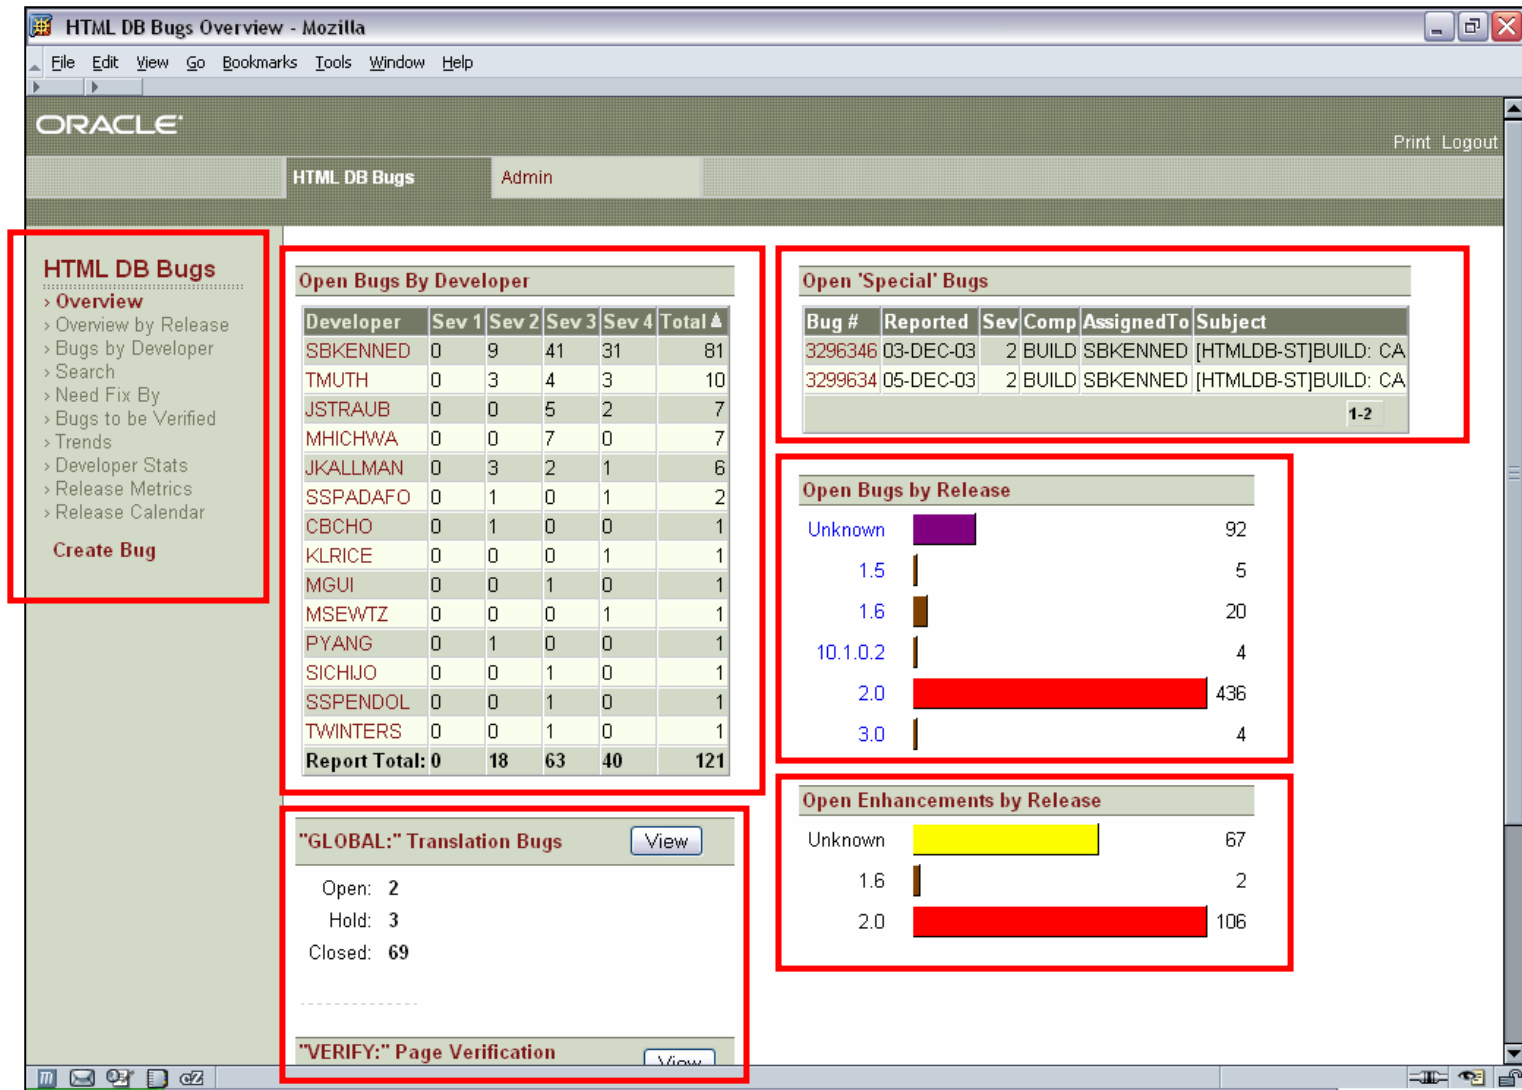 HTML DB Bugs Overview - Mozilla
File Edit View Go Bookmarks Tools Window Help
ORACLE
Print Logout
HTML DB Bugs Admin
HTML DB Bugs
› Overview
› Overview by Release
› Bugs by Developer
› Search
› Need Fix By
› Bugs to be Verified
› Trends
› Developer Stats
› Release Metrics
› Release Calendar
Create Bug
Open Bugs By Developer
Developer Sev 1 Sev 2 Sev 3 Sev 4 Total
SBKENNED 0 9 41 31 81
TMUTH 0 3 4 3 10
JSTRAUB 0 0 5 2 7
MHICHWA 0 0 7 0 7
JKALLMAN 0 3 2 1 6
SSPADAFO 0 1 0 1 2
CBCHO 0 1 0 0 1
KLRICE 0 0 0 1 1
MGUI 0 0 1 0 1
MSEWTZ 0 0 0 1 1
PYANG 0 1 0 0 1
SICHIJO 0 0 1 0 1
SSPENDOL 0 0 1 0 1
TWINTERS 0 0 1 0 1
Report Total: 0 18 63 40 121
"GLOBAL:" Translation Bugs View
Open: 2
Hold: 3
Closed: 69
"VERIFY:" Page Verification View
Open 'Special' Bugs
Bug # Reported Sev Comp AssignedTo Subject
3296346 03-DEC-03 2 BUILD SBKENNED [HTMLDB-ST]BUILD: CA
3299634 05-DEC-03 2 BUILD SBKENNED [HTMLDB-ST]BUILD: CA
1-2
Open Bugs by Release
Unknown 92
1.5 5
1.6 20
10.1.0.2 4
2.0 436
3.0 4
Open Enhancements by Release
Unknown 67
1.6 2
2.0 106